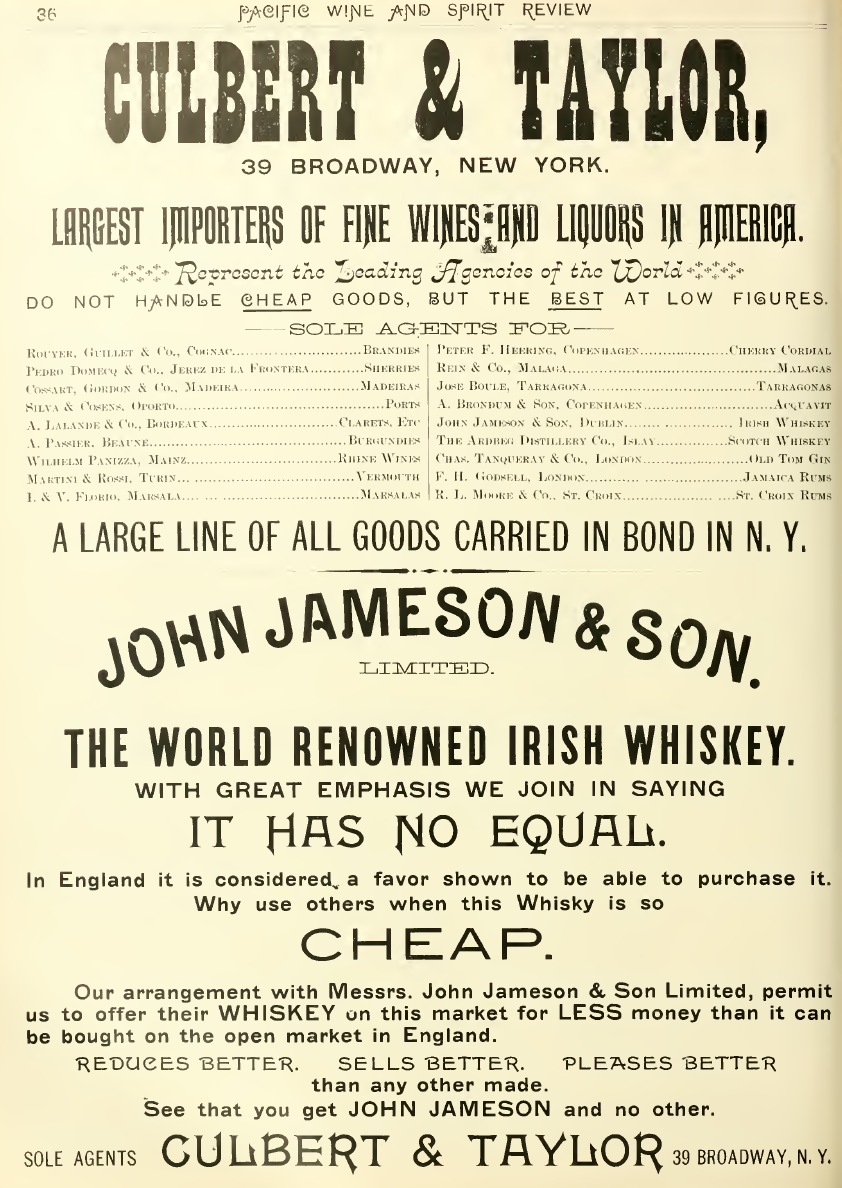 36
PACIFIC WINE AND SPIRIT REVIEW
CULBERT & TAYLOR,
39 BROADWAY, NEW YORK.
LARGEST IMPORTERS OF FINE WINES AND LIQUORS IN AMERICA.
Represent the Leading Agencies of the World
DO NOT HANDLE CHEAP GOODS, BUT THE BEST AT LOW FIGURES.
SOLE AGENTS FOR
ROUYER, GUILLET & CO., COGNAC....BRANDIES
PEDRO DOMECQ & CO., JEREZ DE LA FRONTERA....SHERRIES
COSSART, GORDON & CO., MADEIRA....MADEIRAS
SILVA & COSENS, OPORTO....PORTS
A. LALANDE & CO., BORDEAUX....CLARETS, ETC
A. PASSIER, BEAUNE....BURGUNDIES
WILHELM PANIZZA, MAINZ....RHINE WINES
MARTINI & ROSSI, TURIN....VERMOUTH
I. & V. FLORIO, MARSALA....MARSALAS
PETER F. HEERING, COPENHAGEN....CHERRY CORDIAL
REIN & CO., MALAGA....MALAGAS
JOSE BOULE, TARRAGONA....TARRAGONAS
A. BRONDUM & SON, COPENHAGEN....ACQUAVIT
JOHN JAMESON & SON, DUBLIN....IRISH WHISKEY
THE ARDBEG DISTILLERY CO., ISLAY....SCOTCH WHISKEY
CHAS. TANQUERAY & CO., LONDON....OLD TOM GIN
F. H. GODSELL, LONDON....JAMAICA RUMS
R. L. MOORE & CO., ST. CROIX....ST. CROIX RUMS
A LARGE LINE OF ALL GOODS CARRIED IN BOND IN N. Y.
JOHN JAMESON & SON.
LIMITED.
THE WORLD RENOWNED IRISH WHISKEY.
WITH GREAT EMPHASIS WE JOIN IN SAYING
IT HAS NO EQUAL.
In England it is considered, a favor shown to be able to purchase it.
Why use others when this Whisky is so
CHEAP.
Our arrangement with Messrs. John Jameson & Son Limited, permit
us to offer their WHISKEY on this market for LESS money than it can
be bought on the open market in England.
REDUCES BETTER. SELLS BETTER. PLEASES BETTER
than any other made.
See that you get JOHN JAMESON and no other.
SOLE AGENTS CULBERT & TAYLOR 39 BROADWAY, N. Y.